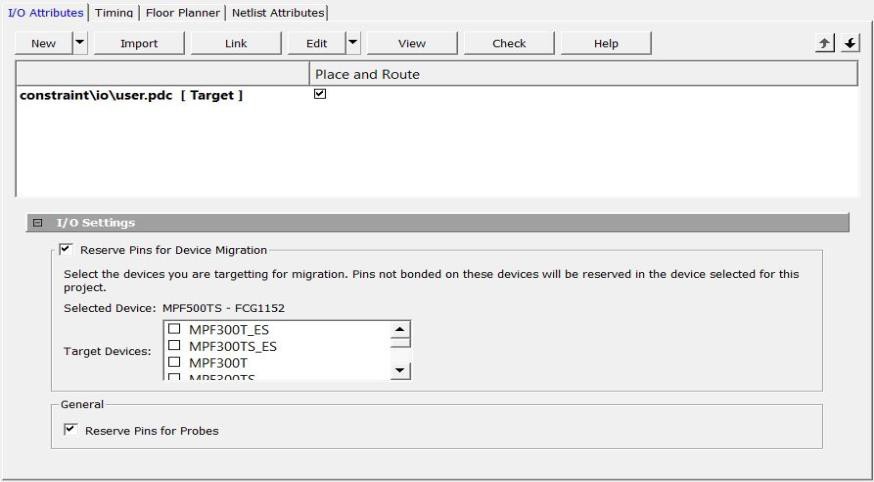 I/O Attributes Timing Floor Planner Netlist Attributes
New Import Link Edit View Check Help
Place and Route
constraint\io\user.pdc [ Target ]
I/O Settings
Reserve Pins for Device Migration
Select the devices you are targetting for migration. Pins not bonded on these devices will be reserved in the device selected for this
project.
Selected Device: MPF500TS - FCG1152
MPF300T_ES
MPF300TS_ES
Target Devices:
MPF300T
MPF300TS
General
Reserve Pins for Probes